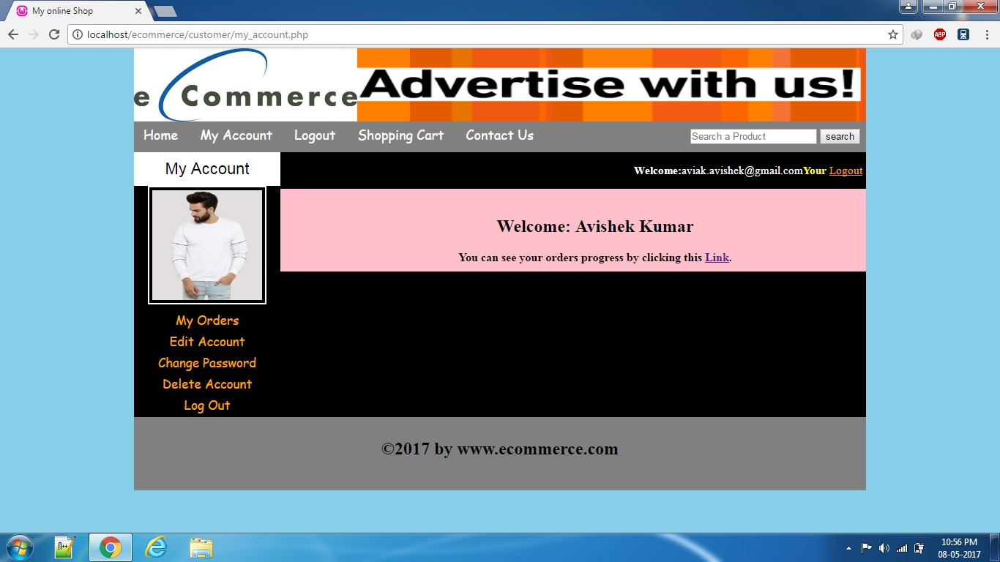 My online Shop
localhost/ecommerce/customer/my_account.php
ABP
e Commerce
Advertise with us!
Home My Account Logout Shopping Cart Contact Us Search a Product search
My Account
Welcome:aviak.avishek@gmail.comYour Logout
Welcome: Avishek Kumar
You can see your orders progress by clicking this Link.
My Orders
Edit Account
Change Password
Delete Account
Log Out
©2017 by www.ecommerce.com
10:56 PM
08-05-2017